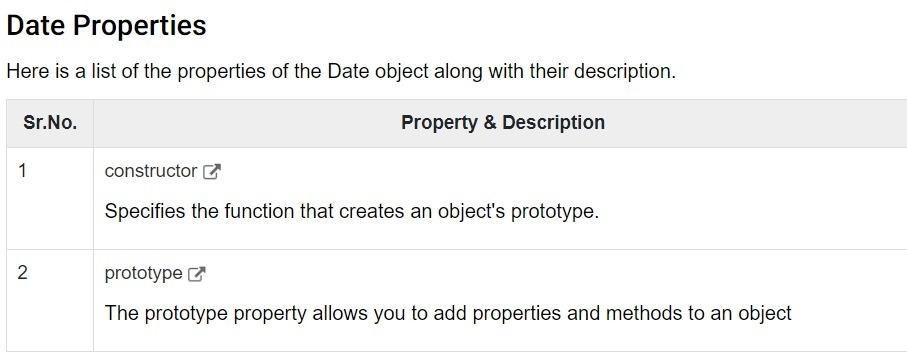 Date Properties
Here is a list of the properties of the Date object along with their description.
Sr.No. Property & Description
1 constructor
Specifies the function that creates an object's prototype.
2 prototype
The prototype property allows you to add properties and methods to an object